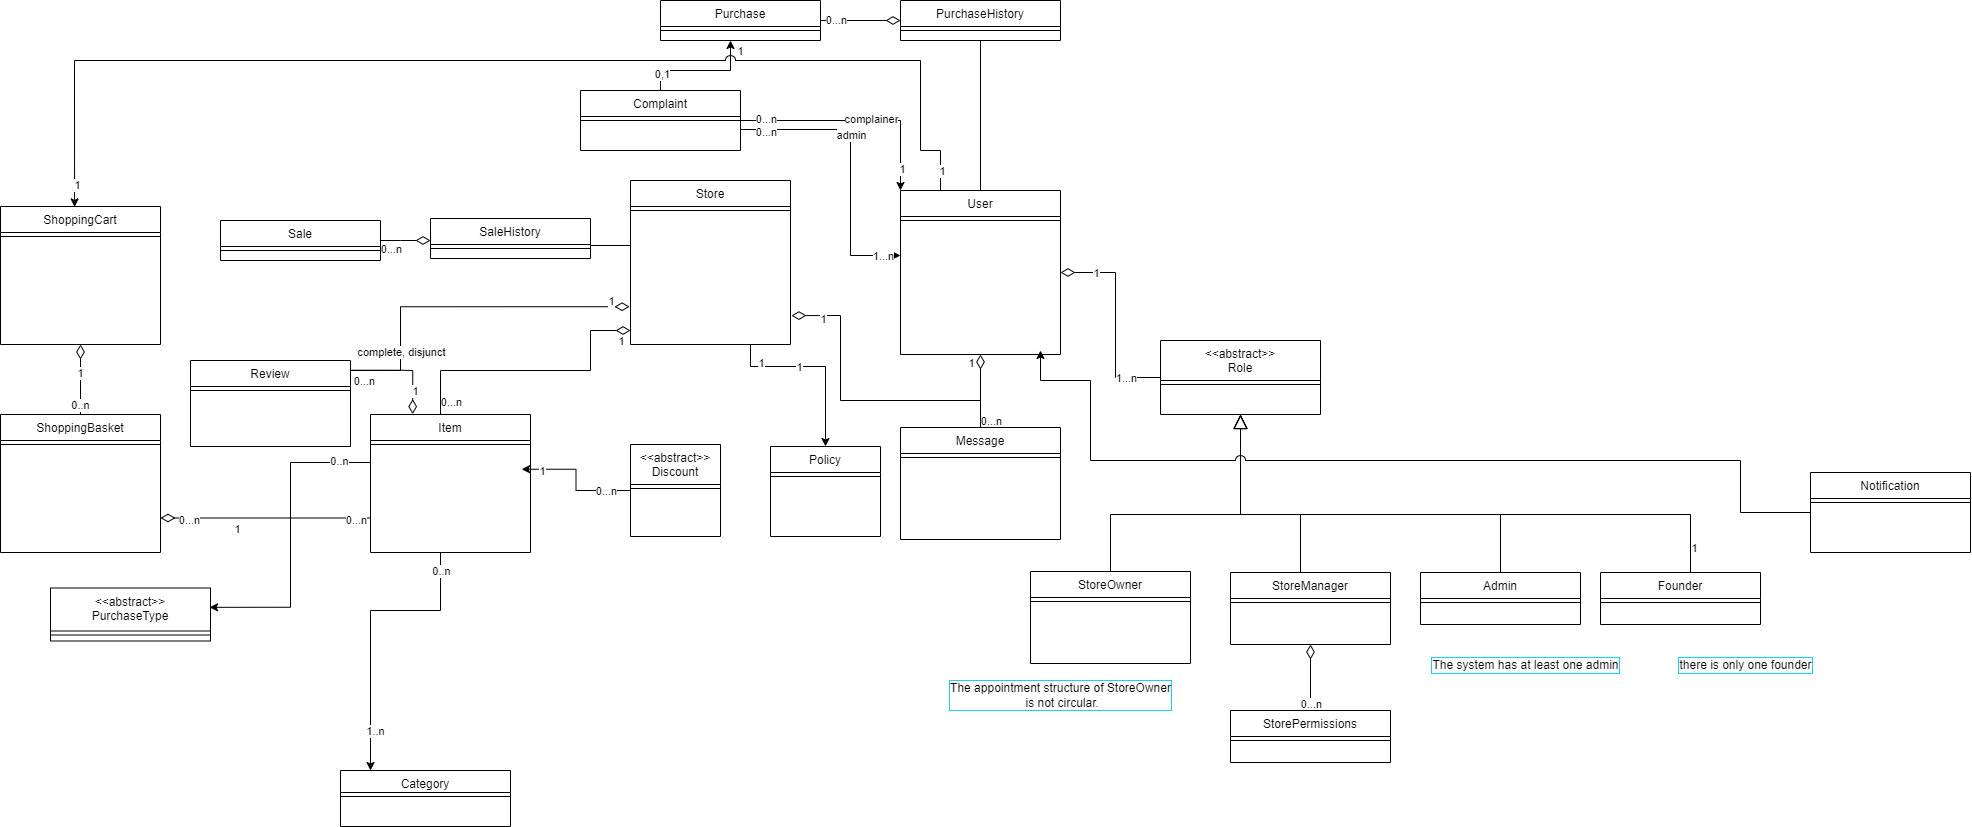 Purchase
0...n
PurchaseHistory
1
0,1
Complaint
0...n
complainer
0...n
admin
1
1
1
Store
User
ShoppingCart
Sale
0...n
SaleHistory
1...n
1
1
1
1
complete, disjunct
1
1
1
<<abstract>>
Role
1...n
Review
0...n
1
1
0..n
0...n
0...n
ShoppingBasket
Item
Message
<<abstract>>
Discount
Policy
0...n
1
0...n
Notification
0...n
1
0...n
1
0..n
<<abstract>>
PurchaseType
StoreOwner
StoreManager
Admin
Founder
The system has at least one admin
there is only one founder
The appointment structure of StoreOwner
is not circular.
0...n
StorePermissions
1..n
Category